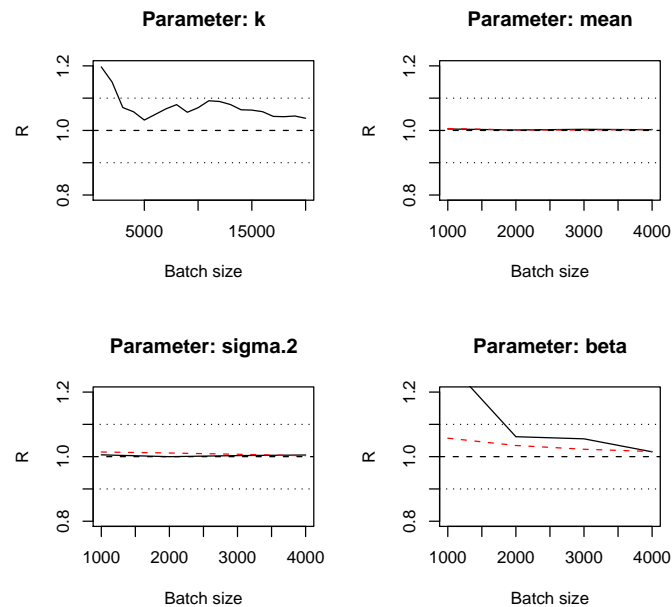 Parameter: k
R
0.8 1.0 1.2
5000 15000
Batch size
Parameter: mean
R
0.8 1.0 1.2
1000 2000 3000 4000
Batch size
Parameter: sigma.2
R
0.8 1.0 1.2
1000 2000 3000 4000
Batch size
Parameter: beta
R
0.8 1.0 1.2
1000 2000 3000 4000
Batch size